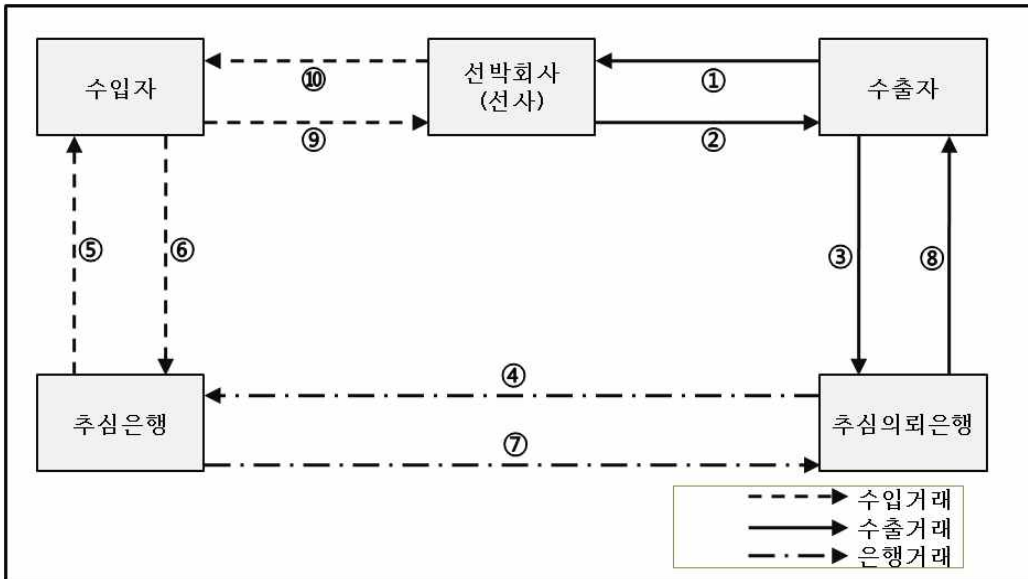 수입자
⑩
선박회사
(선사)
①
수출자
⑨
②
⑤
⑥
③
⑧
추심은행
④
추심의뢰은행
⑦
수입거래
수출거래
은행거래